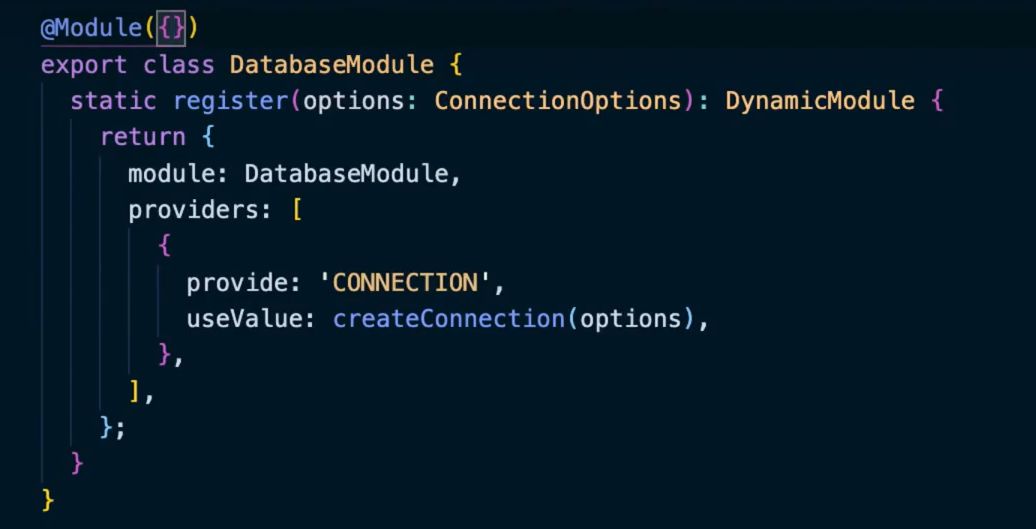 @Module({})
export class DatabaseModule {
  static register(options: ConnectionOptions): DynamicModule {
    return {
      module: DatabaseModule,
      providers: [
        {
          provide: 'CONNECTION',
          useValue: createConnection(options),
        },
      ],
    };
  }
}